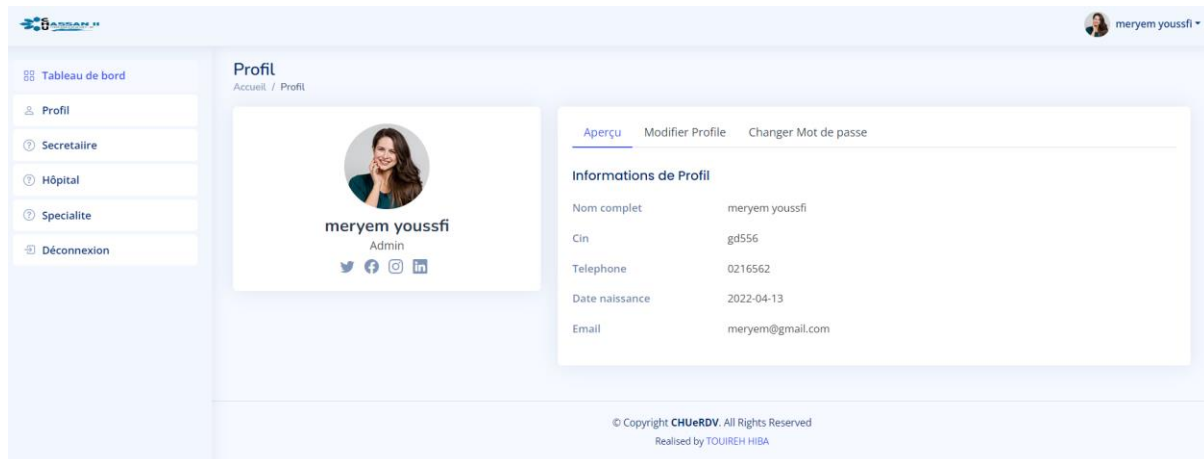 HASSAN II
meryem youssfi
Tableau de bord
Profil
Secretaiire
Hôpital
Specialite
Déconnexion
Profil
Accueil / Profil
meryem youssfi
Admin
Aperçu Modifier Profile Changer Mot de passe
Informations de Profil
Nom complet meryem youssfi
Cin gd556
Telephone 0216562
Date naissance 2022-04-13
Email meryem@gmail.com
© Copyright CHUeRDV. All Rights Reserved
Realised by TOUIREH HIBA